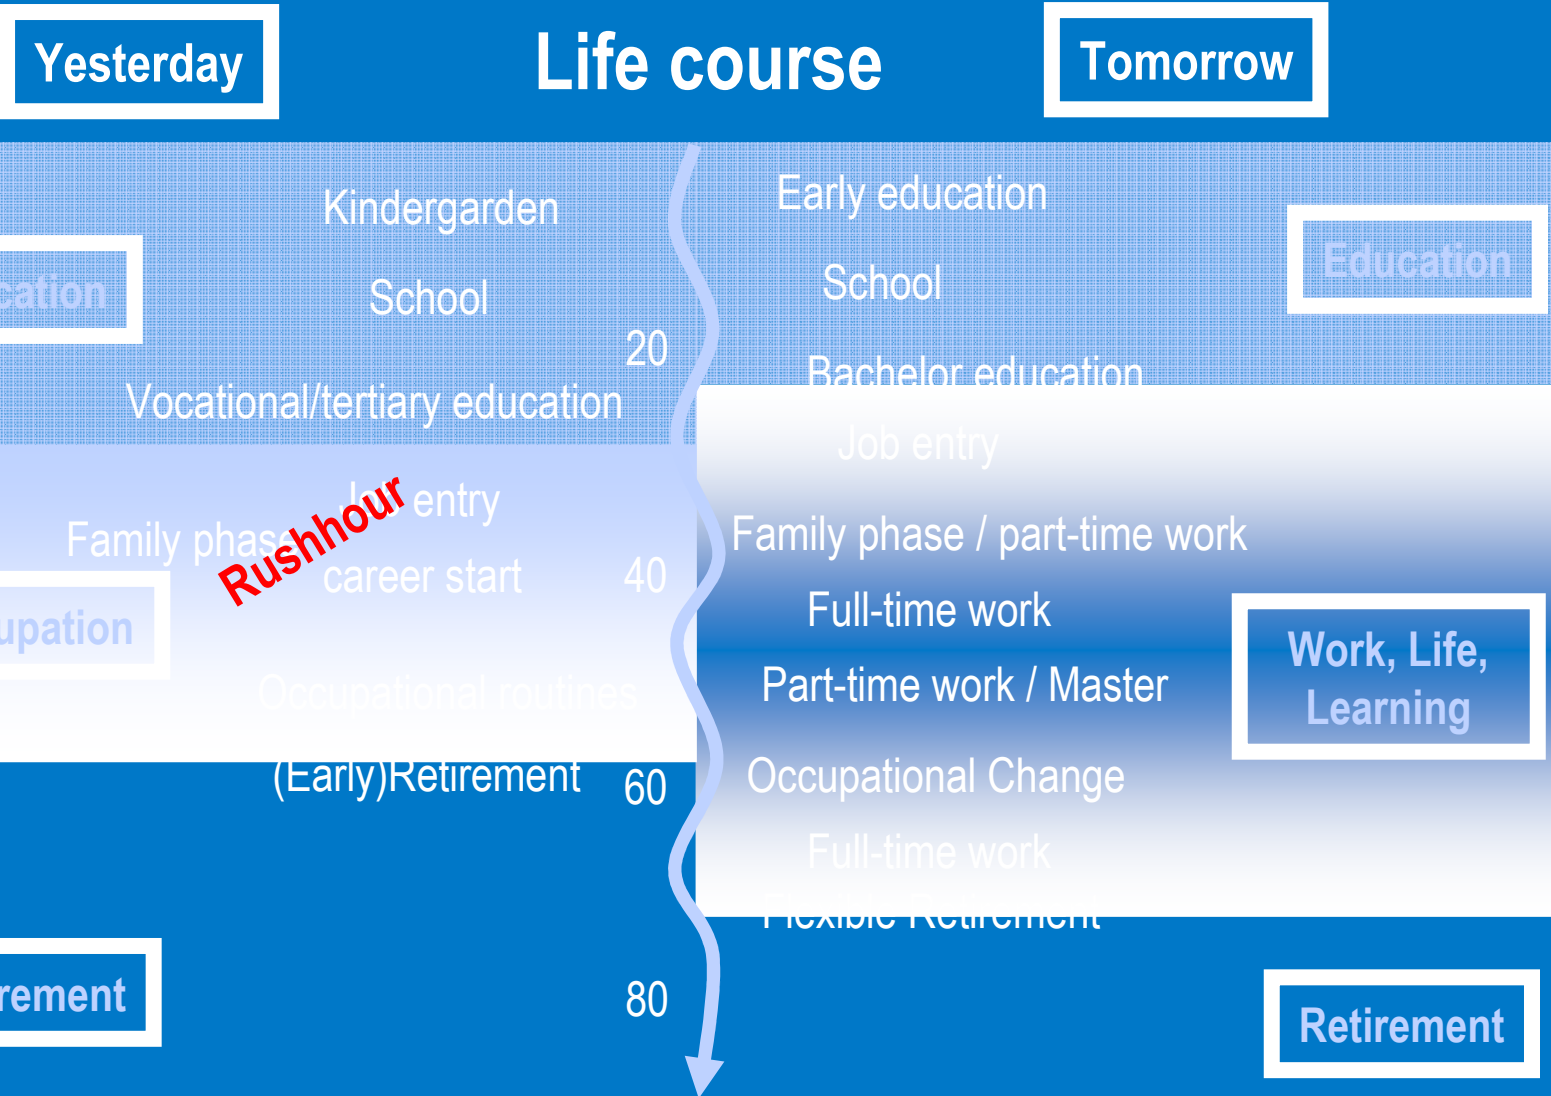 Yesterday
Life course
Tomorrow
Kindergarden
School
20
Vocational/tertiary education
cation
Job entry
Family phase
Rushhour
career start
40
upation
Occupational routines
(Early)Retirement
60
rement
80
Early education
School
Bachelor education
Education
Job entry
Family phase / part-time work
Full-time work
Part-time work / Master
Work, Life,
Learning
Occupational Change
Full-time work
Flexible Retirement
Retirement